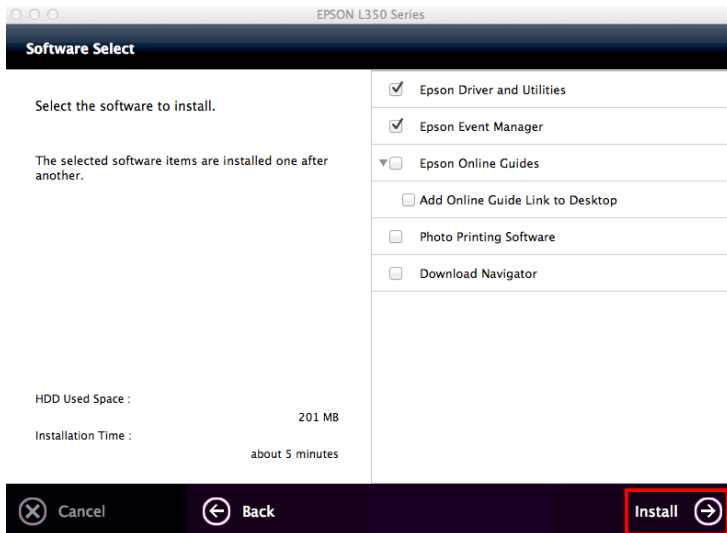 EPSON L350 Series
Software Select
Select the software to install.
The selected software items are installed one after
another.
HDD Used Space :
201 MB
Installation Time :
about 5 minutes
Epson Driver and Utilities
Epson Event Manager
Epson Online Guides
Add Online Guide Link to Desktop
Photo Printing Software
Download Navigator
Cancel
Back
Install